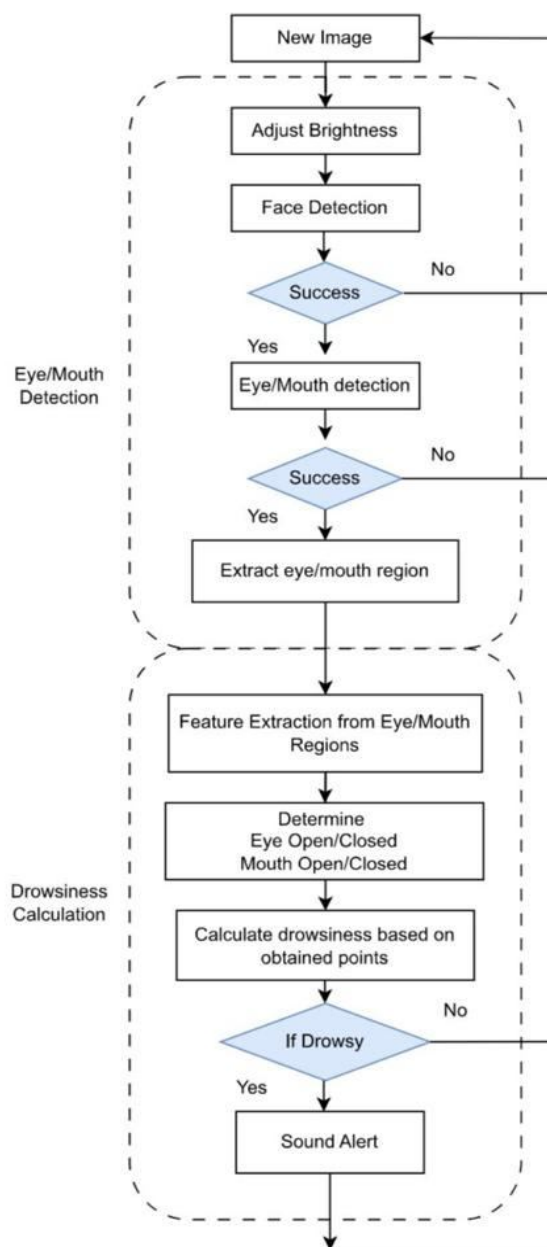 New Image
Adjust Brightness
Face Detection
Success
No
Yes
Eye/Mouth
Detection
Eye/Mouth detection
Success
No
Yes
Extract eye/mouth region
Feature Extraction from Eye/Mouth
Regions
Determine
Eye Open/Closed
Mouth Open/Closed
Drowsiness
Calculation
Calculate drowsiness based on
obtained points
If Drowsy
No
Yes
Sound Alert